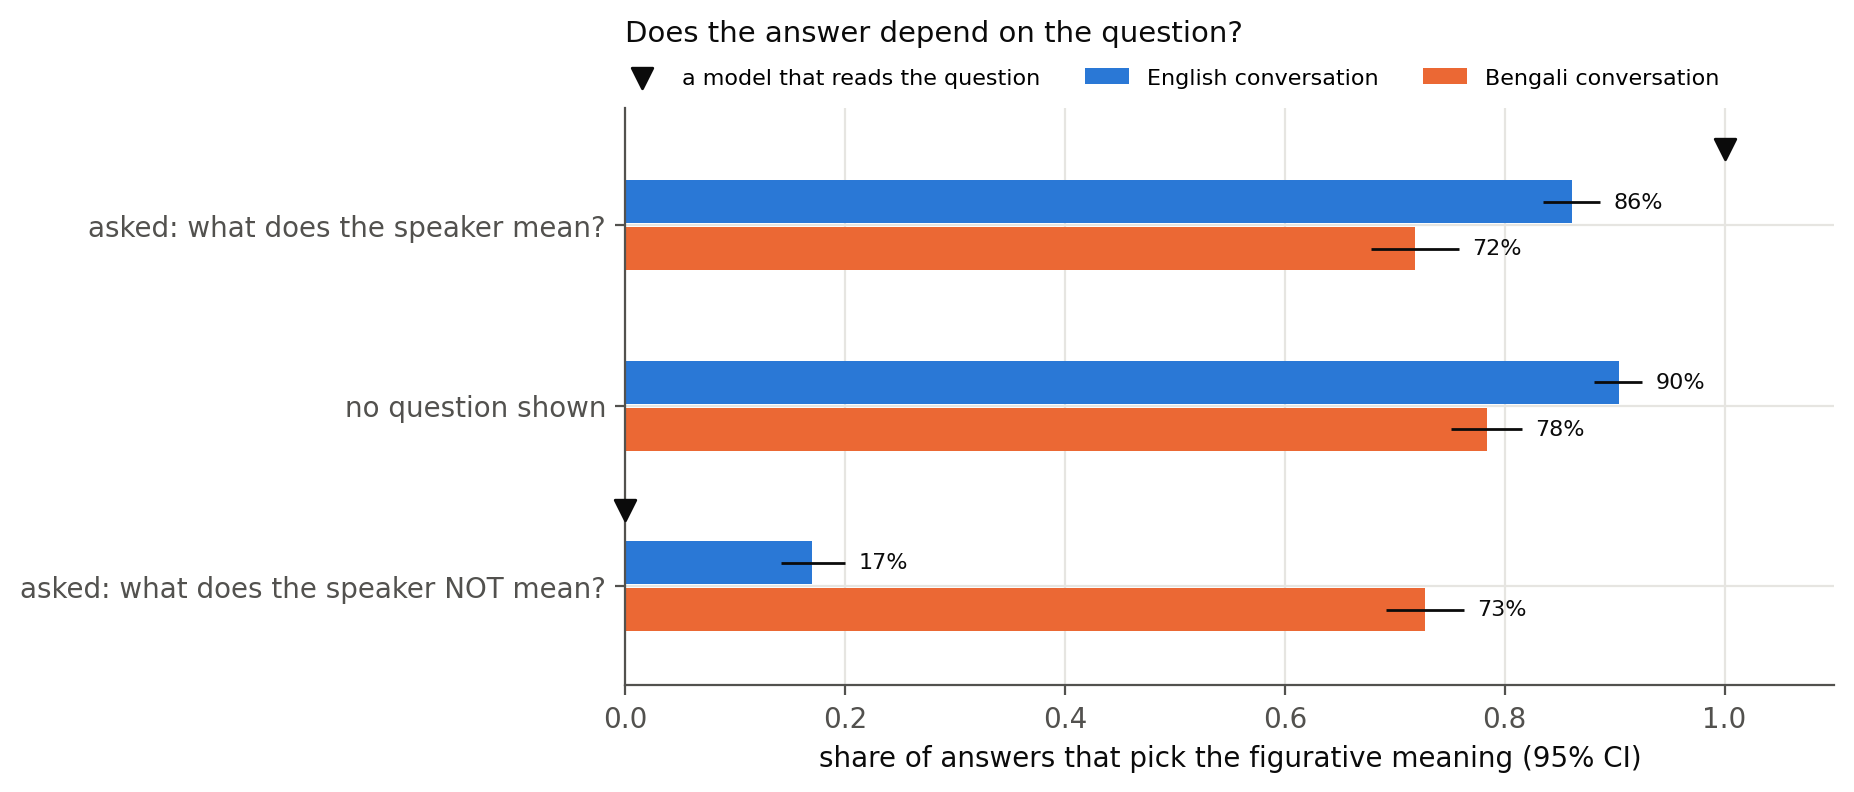 Does the answer depend on the question?
a model that reads the question English conversation Bengali conversation
asked: what does the speaker mean?
86%
72%
no question shown
90%
78%
asked: what does the speaker NOT mean?
17%
73%
0.0 0.2 0.4 0.6 0.8 1.0
share of answers that pick the figurative meaning (95% CI)